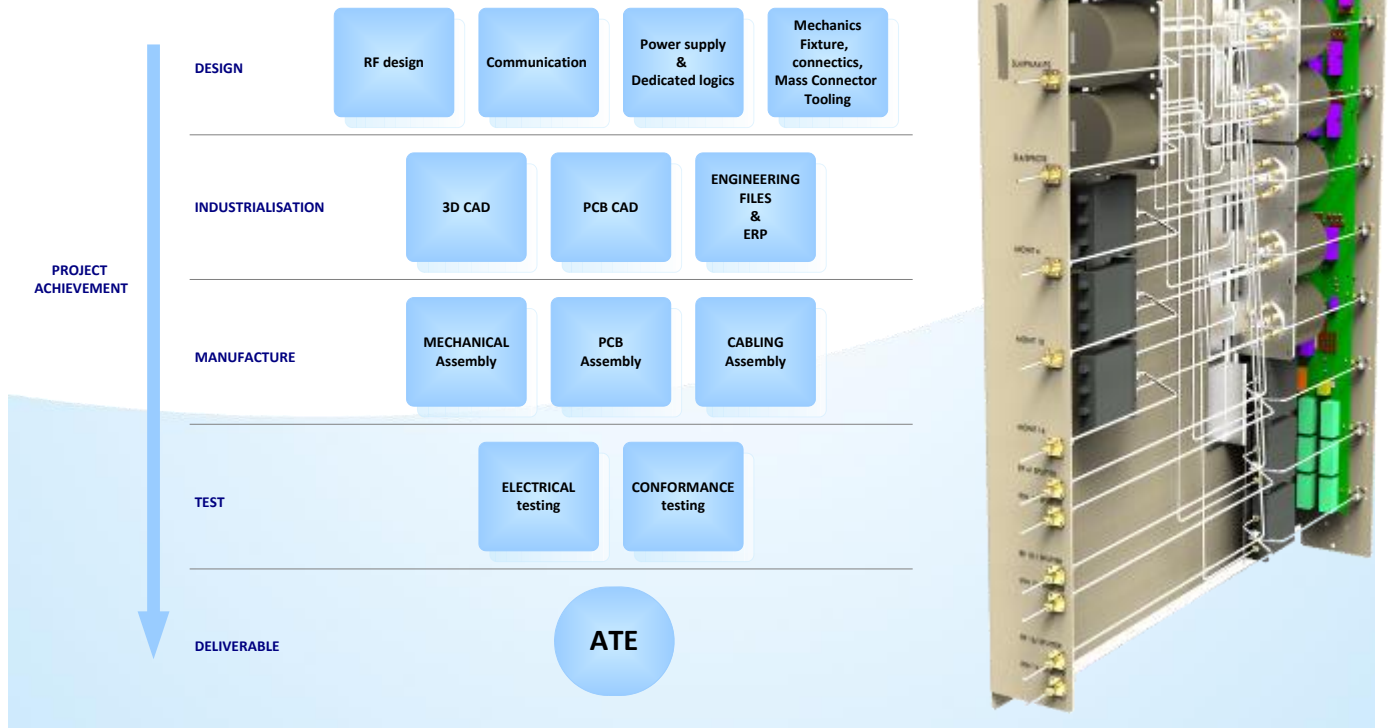 DESIGN
RF design
Communication
Power supply
&
Dedicated logics
Mechanics
Fixture,
connectics,
Mass Connector
Tooling
INDUSTRIALISATION
3D CAD
PCB CAD
ENGINEERING
FILES
&
ERP
PROJECT
ACHIEVEMENT
MANUFACTURE
MECHANICAL
Assembly
PCB
Assembly
CABLING
Assembly
TEST
ELECTRICAL
testing
CONFORMANCE
testing
DELIVERABLE
ATE